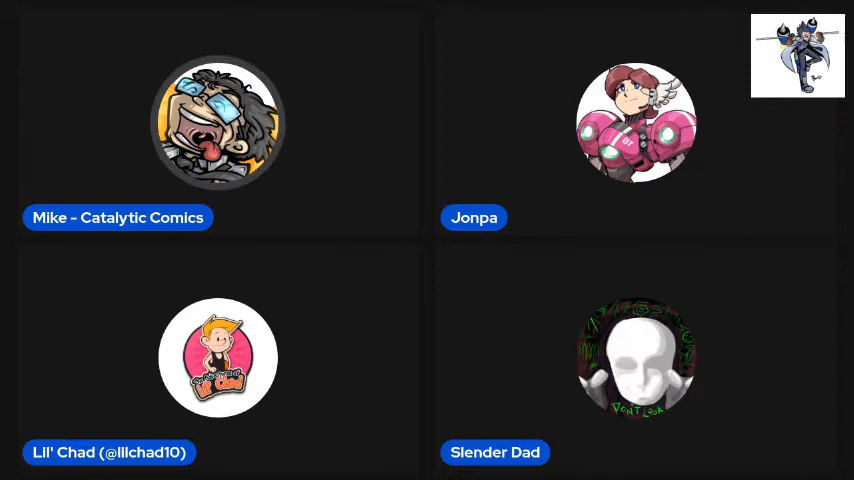 Mike - Catalytic Comics
Jonpa
Lil' Chad
Lil' Chad (@lilchad10)
DON'T LOOK
Slender Dad